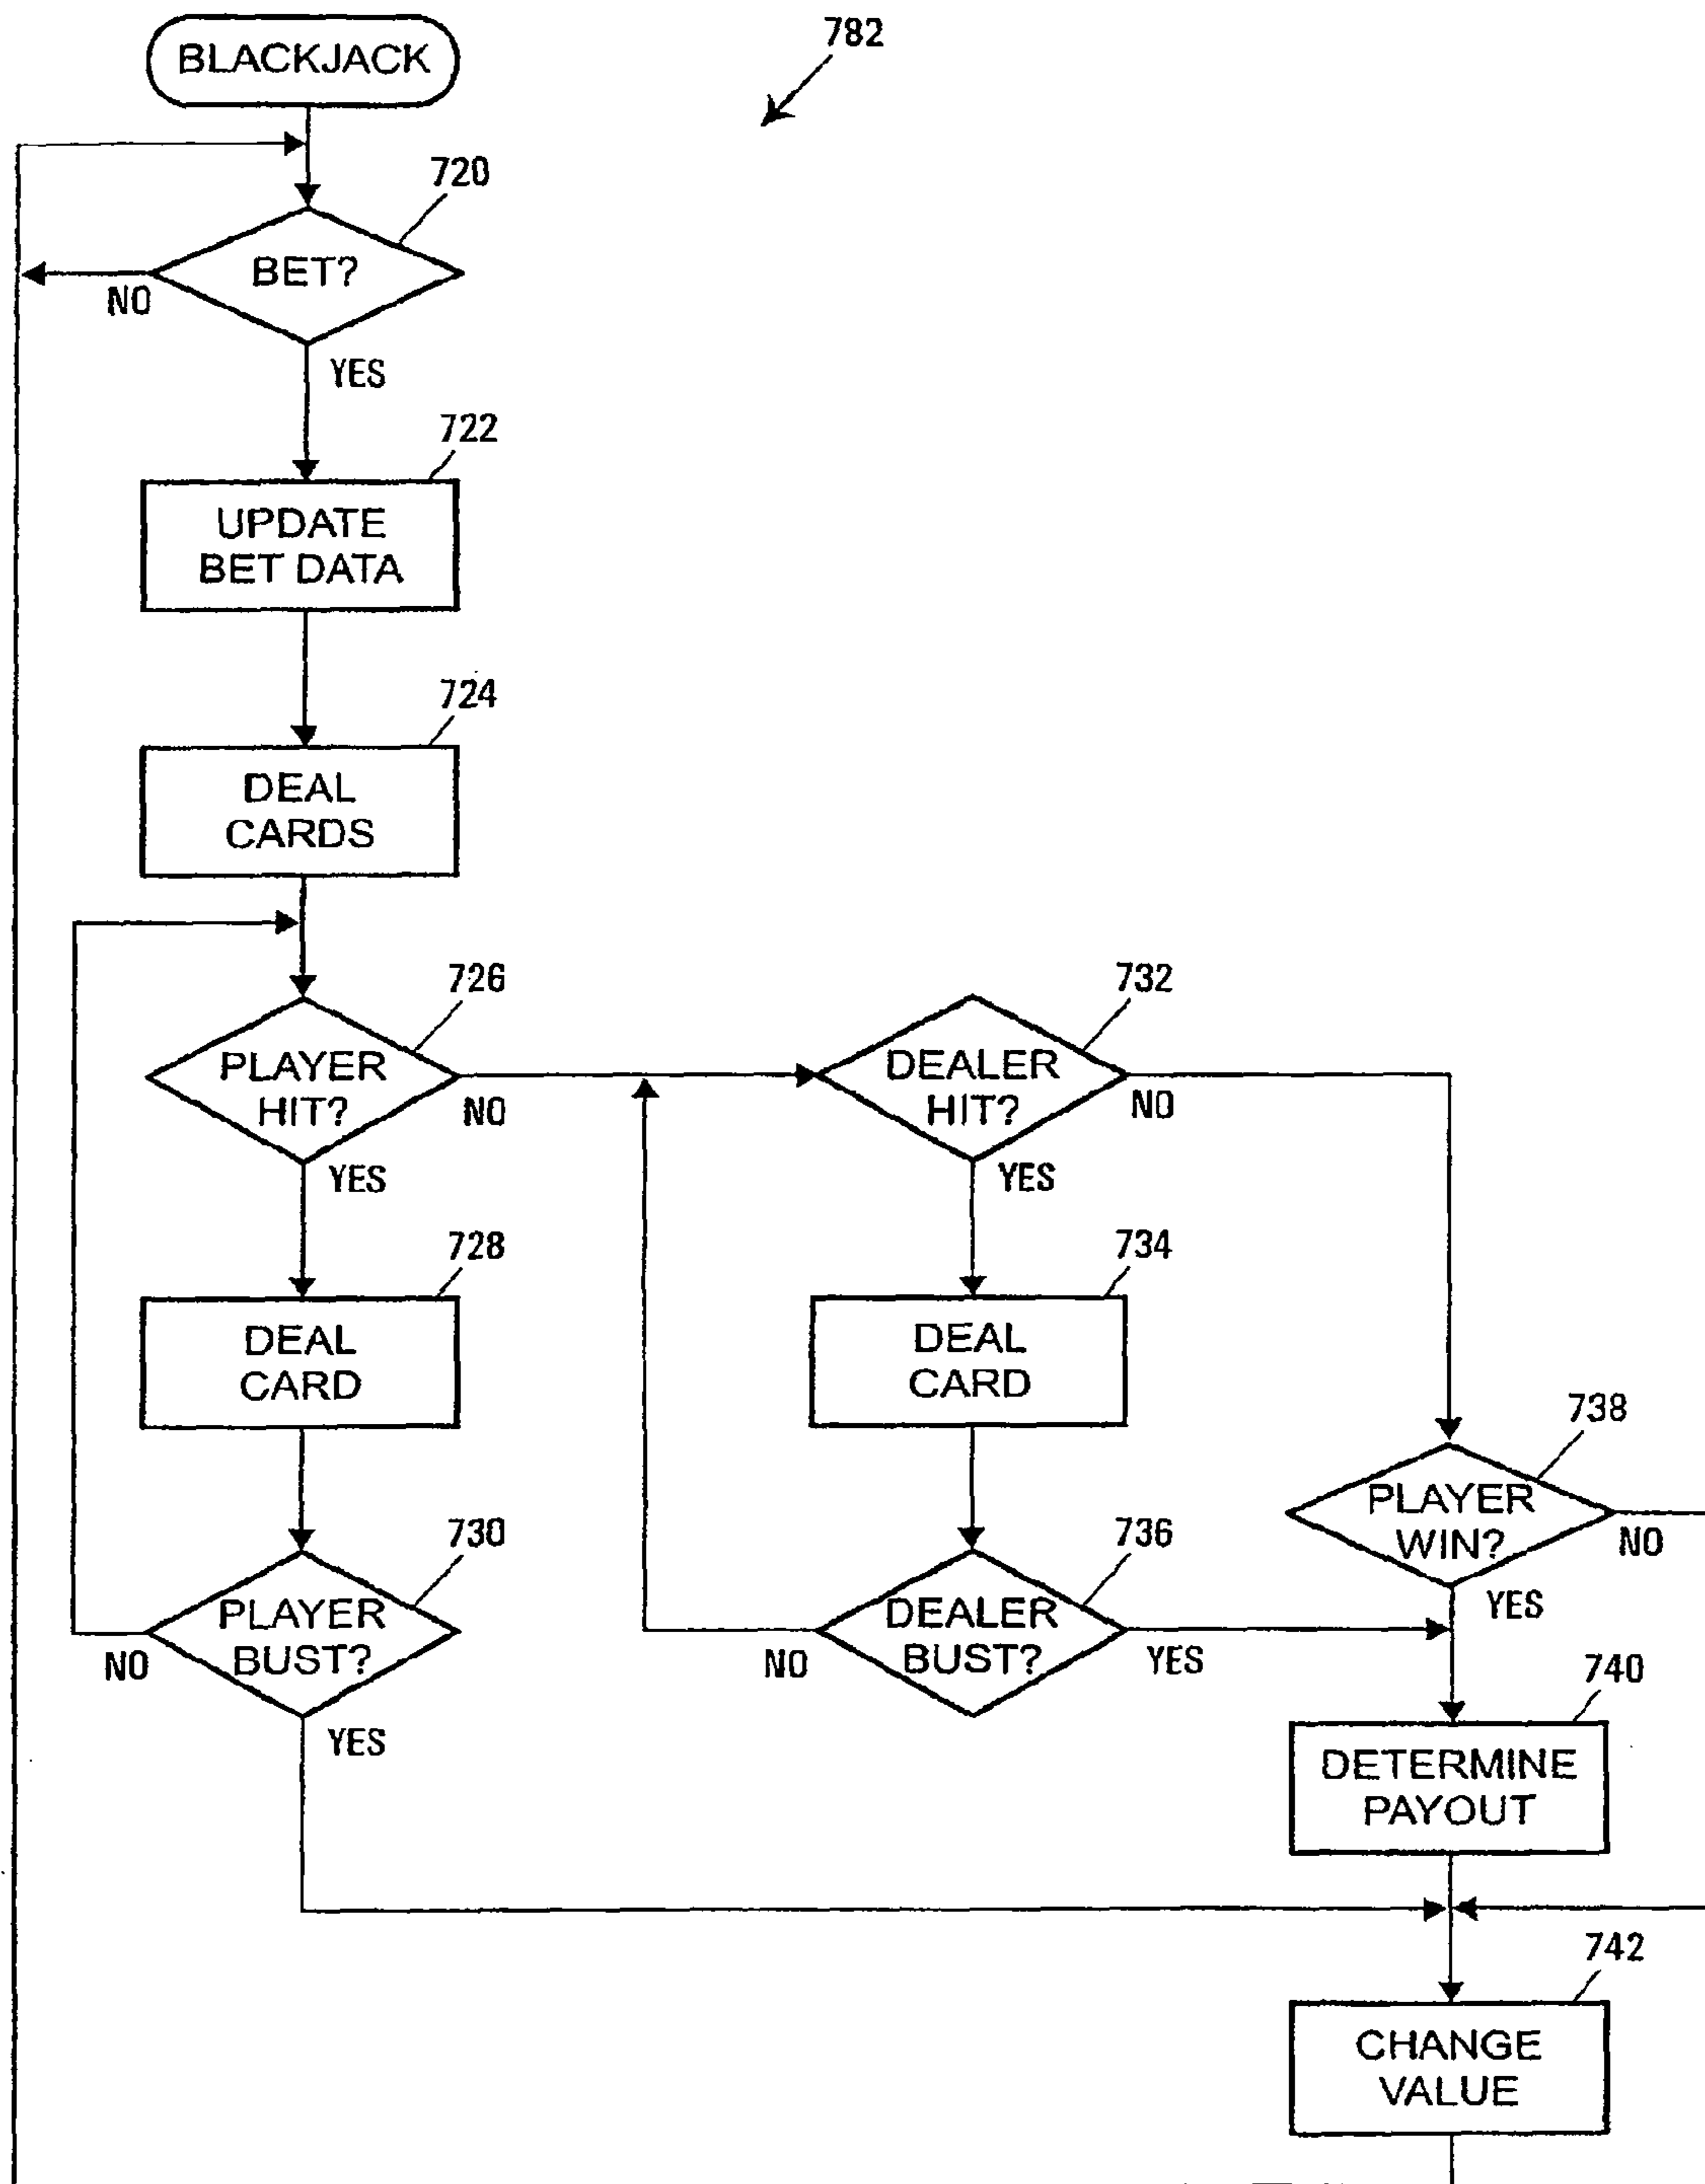 BLACKJACK
782
720
BET?
NO
YES
722
UPDATE
BET DATA
724
DEAL
CARDS
726
PLAYER
HIT?
NO
YES
732
DEALER
HIT?
NO
YES
728
DEAL
CARD
734
DEAL
CARD
738
PLAYER
WIN?
NO
YES
730
PLAYER
BUST?
NO
YES
736
DEALER
BUST?
NO
YES
740
DETERMINE
PAYOUT
742
CHANGE
VALUE